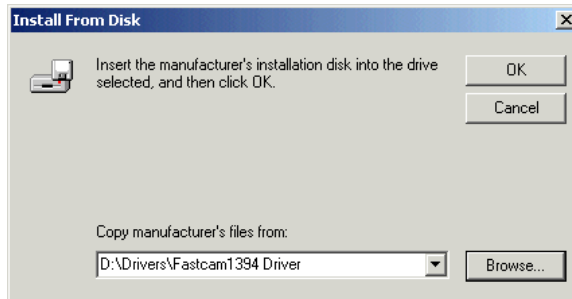 Install From Disk
Insert the manufacturer's installation disk into the drive
selected, and then click OK.
OK
Cancel
Copy manufacturer's files from:
D:\Drivers\Fastcam1394 Driver
Browse...